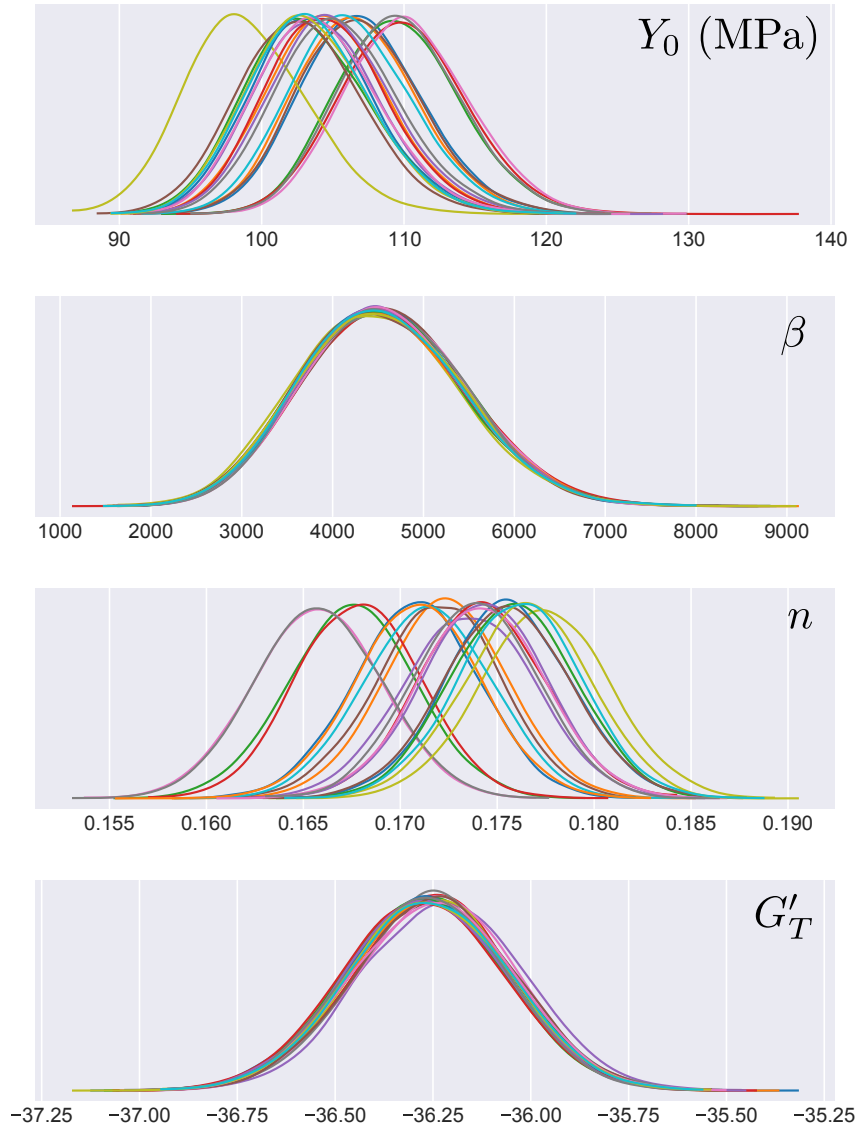 Y₀ (MPa)
90 100 110 120 130 140
β
1000 2000 3000 4000 5000 6000 7000 8000 9000
n
0.155 0.160 0.165 0.170 0.175 0.180 0.185 0.190
G′_T
−37.25 −37.00 −36.75 −36.50 −36.25 −36.00 −35.75 −35.50 −35.25